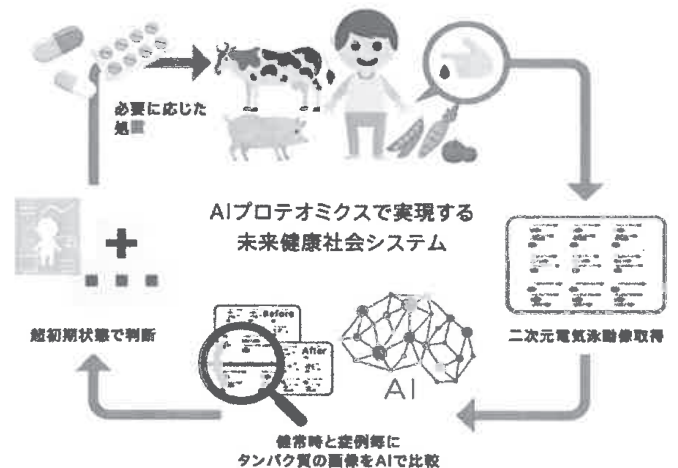 必要に応じた
処
AIプロテオミクスで実現する
未来健康社会システム
二次元電気泳動像取得
Before
After
AI
健常時と症例毎に
タンパク質の画像をAIで比較
超初期状態で判断